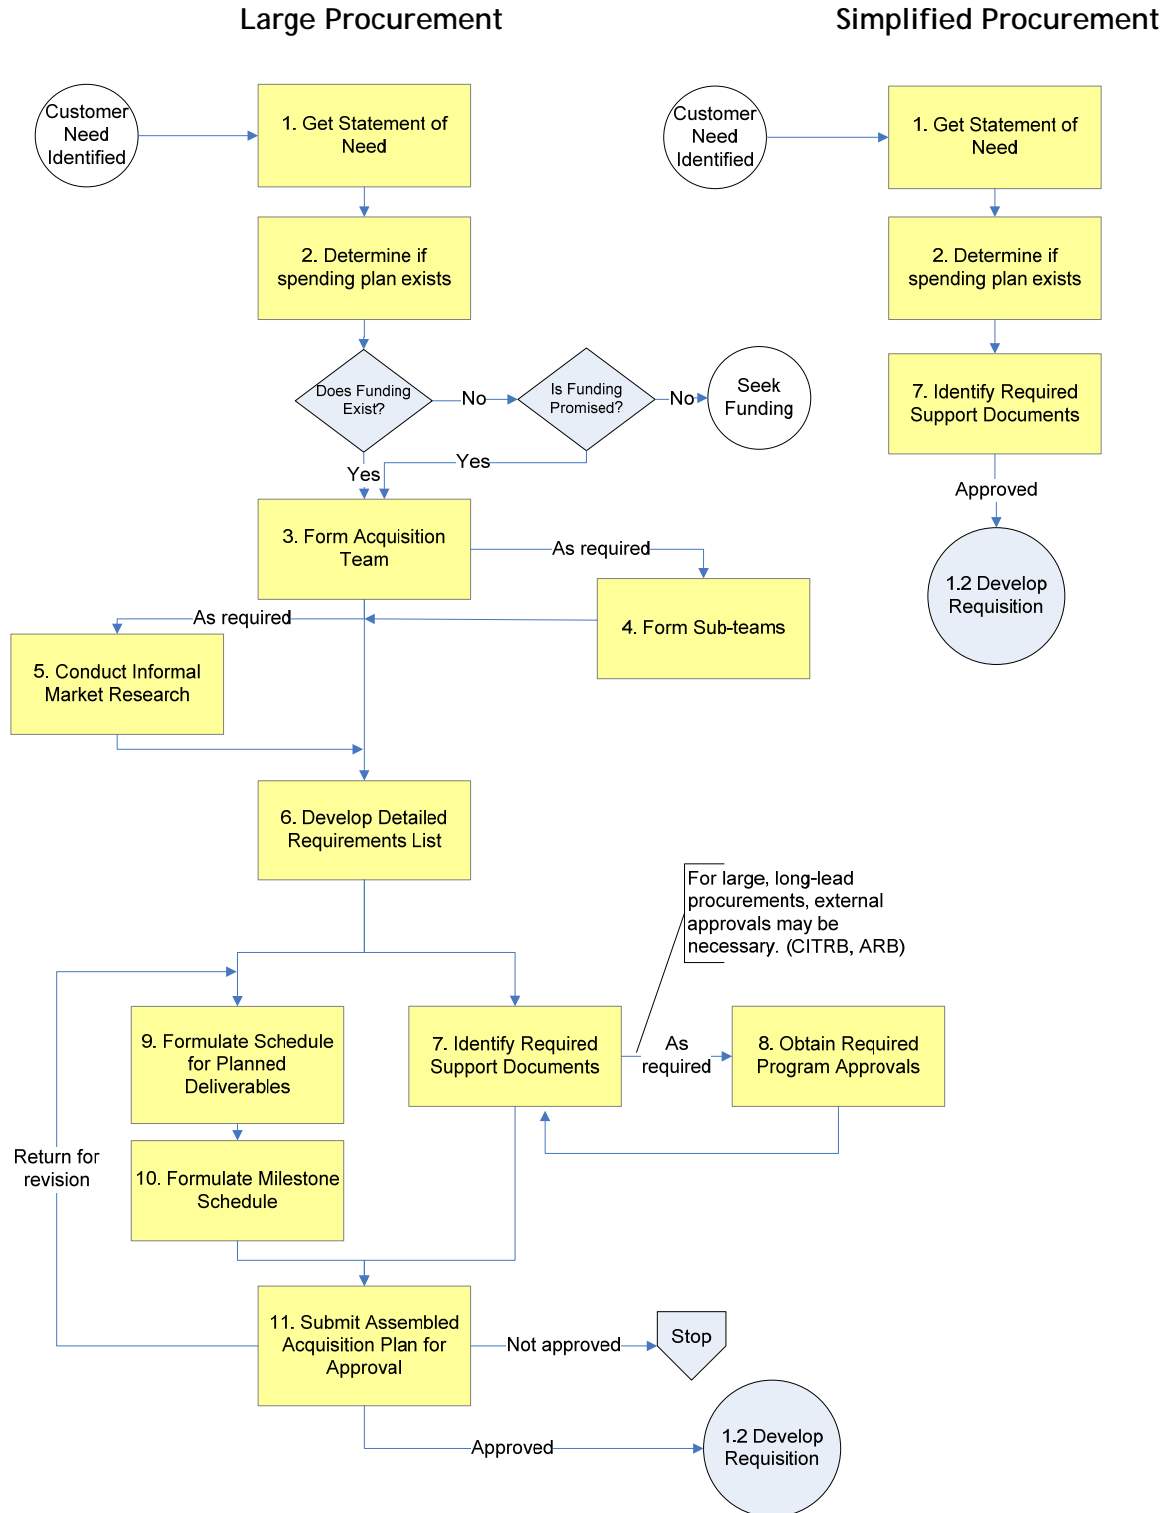 Large Procurement
Simplified Procurement
Customer
Need
Identified
1. Get Statement of
Need
2. Determine if
spending plan exists
Does Funding
Exist?
No
Is Funding
Promised?
No
Seek
Funding
Yes
Yes
3. Form Acquisition
Team
As required
4. Form Sub-teams
As required
5. Conduct Informal
Market Research
6. Develop Detailed
Requirements List
For large, long-lead
procurements, external
approvals may be
necessary. (CITRB, ARB)
9. Formulate Schedule
for Planned
Deliverables
7. Identify Required
Support Documents
As
required
8. Obtain Required
Program Approvals
Return for
revision
10. Formulate Milestone
Schedule
11. Submit Assembled
Acquisition Plan for
Approval
Not approved
Stop
Approved
1.2 Develop
Requisition
Customer
Need
Identified
1. Get Statement of
Need
2. Determine if
spending plan exists
7. Identify Required
Support Documents
Approved
1.2 Develop
Requisition